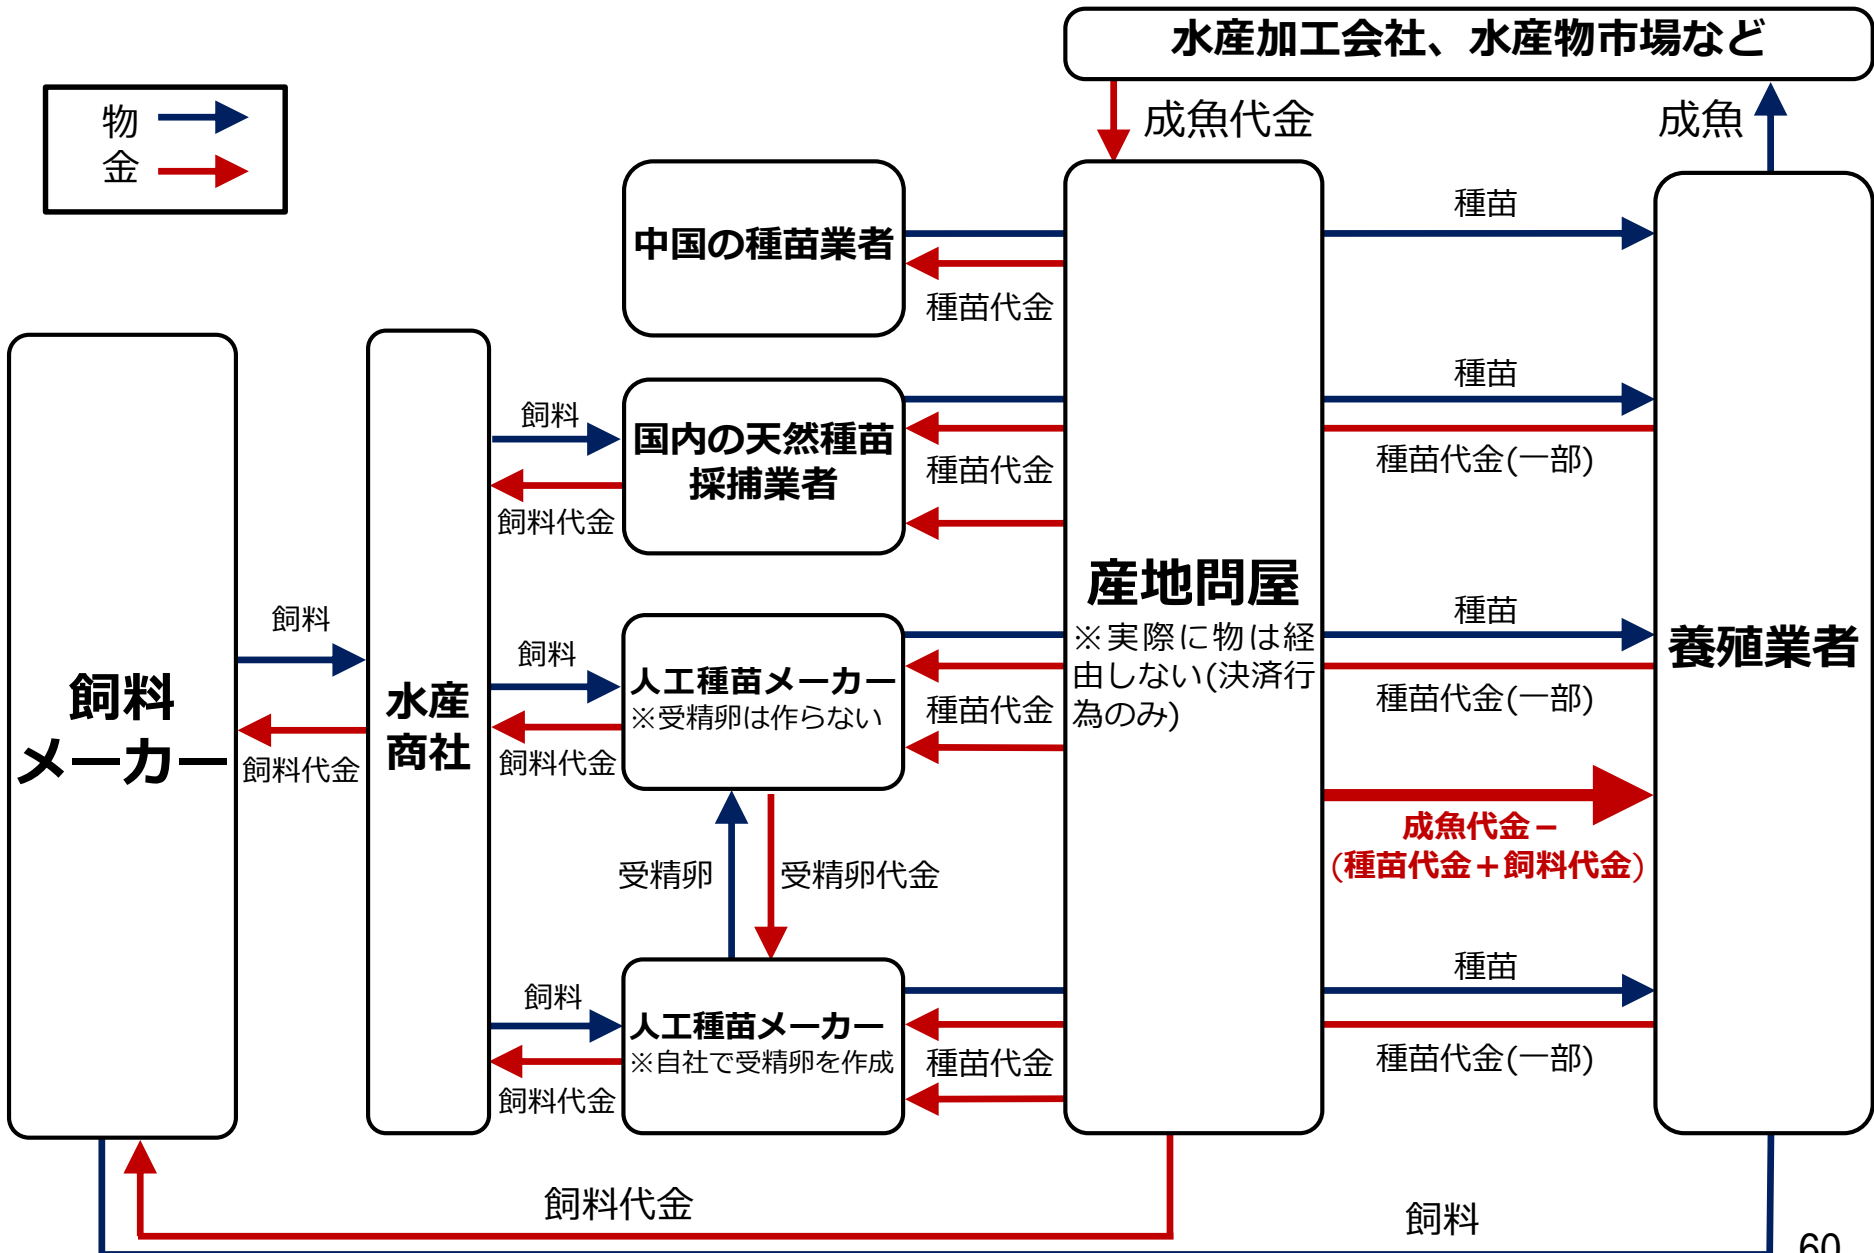 水産加工会社、水産物市場など
物
金
成魚代金
成魚
中国の種苗業者
種苗
種苗代金
国内の天然種苗
採捕業者
飼料
飼料代金
種苗代金
種苗
種苗代金(一部)
飼料
メーカー
飼料
飼料代金
水産
商社
飼料
飼料代金
人工種苗メーカー
※受精卵は作らない
種苗代金
産地問屋
※実際に物は経
由しない(決済行
為のみ)
種苗
種苗代金(一部)
養殖業者
成魚代金－
(種苗代金＋飼料代金)
受精卵
受精卵代金
飼料
飼料代金
人工種苗メーカー
※自社で受精卵を作成
種苗代金
種苗
種苗代金(一部)
飼料代金
飼料
60